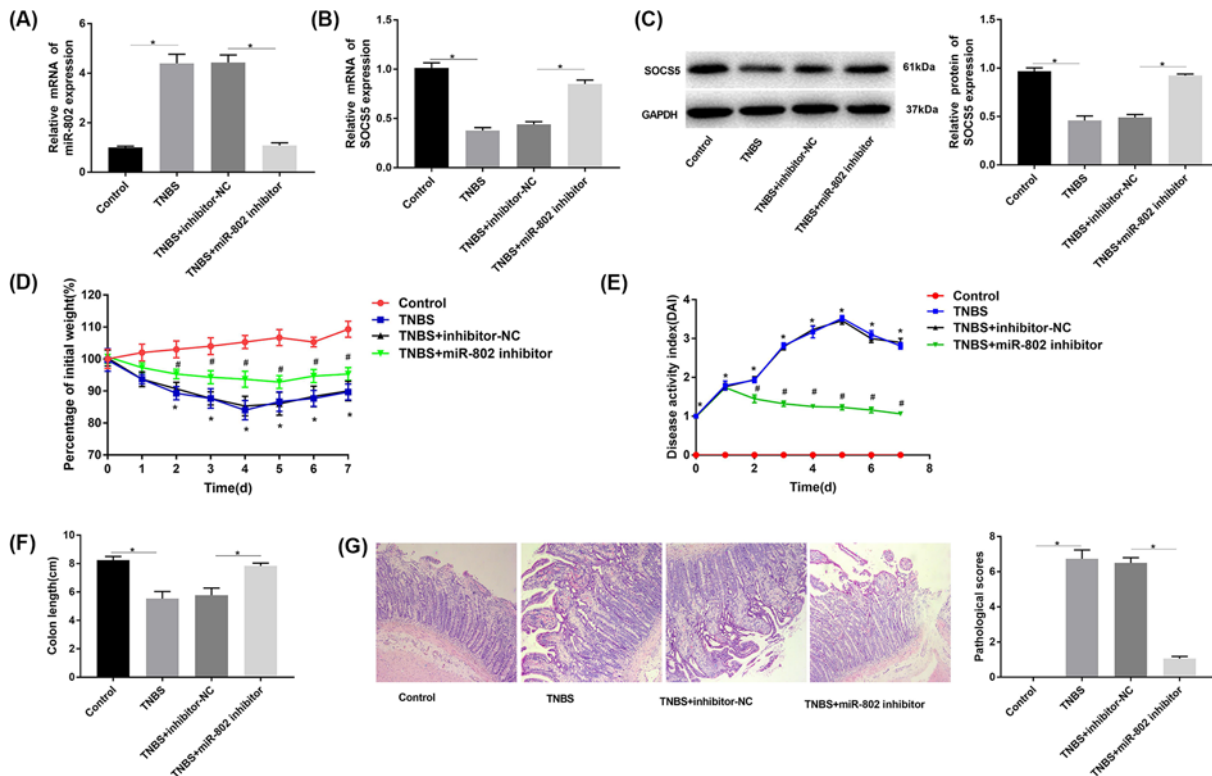 (A)
Relative mRNA of
miR-802 expression
6
4
2
0
*
*
Control
TNBS
TNBS+inhibitor-NC
TNBS+miR-802 inhibitor
(B)
Relative mRNA of
SOCS5 expression
1.5
1.0
0.5
0.0
*
*
Control
TNBS
TNBS+inhibitor-NC
TNBS+miR-802 inhibitor
(C)
SOCS5
61kDa
GAPDH
37kDa
Control
TNBS
TNBS+inhibitor-NC
TNBS+miR-802 inhibitor
Relative protein of
SOCS5 expression
1.5
1.0
0.5
0.0
*
*
Control
TNBS
TNBS+inhibitor-NC
TNBS+miR-802 inhibitor
(D)
Percentage of initial weight(%)
120
110
100
90
80
70
# # # # # #
* * * * * *
0 1 2 3 4 5 6 7
Time(d)
Control
TNBS
TNBS+inhibitor-NC
TNBS+miR-802 inhibitor
(E)
Disease activity index(DAI)
4
3
2
1
0
* * * * * * * *
# # # # # #
0 2 4 6 8
Time(d)
Control
TNBS
TNBS+inhibitor-NC
TNBS+miR-802 inhibitor
(F)
Colon length(cm)
10
8
6
4
2
0
*
*
Control
TNBS
TNBS+inhibitor-NC
TNBS+miR-802 inhibitor
(G)
Control
TNBS
TNBS+inhibitor-NC
TNBS+miR-802 inhibitor
Pathological scores
8
6
4
2
0
*
*
Control
TNBS
TNBS+inhibitor-NC
TNBS+miR-802 inhibitor